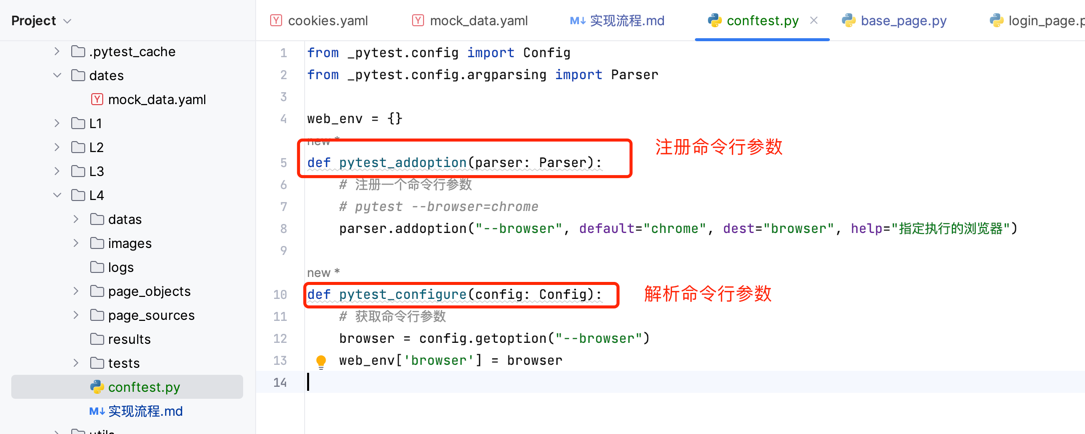 Project
cookies.yaml
mock_data.yaml
实现流程.md
conftest.py
base_page.py
login_page.p
.pytest_cache
dates
mock_data.yaml
L1
L2
L3
L4
datas
images
logs
page_objects
page_sources
results
tests
conftest.py
实现流程.md
1 from _pytest.config import Config
2 from _pytest.config.argparsing import Parser
3
4 web_env = {}
new *
5 def pytest_addoption(parser: Parser):
注册命令行参数
6 # 注册一个命令行参数
7 # pytest --browser=chrome
8 parser.addoption("--browser", default="chrome", dest="browser", help="指定执行的浏览器")
9
new *
10 def pytest_configure(config: Config):
解析命令行参数
11 # 获取命令行参数
12 browser = config.getoption("--browser")
13 web_env['browser'] = browser
14